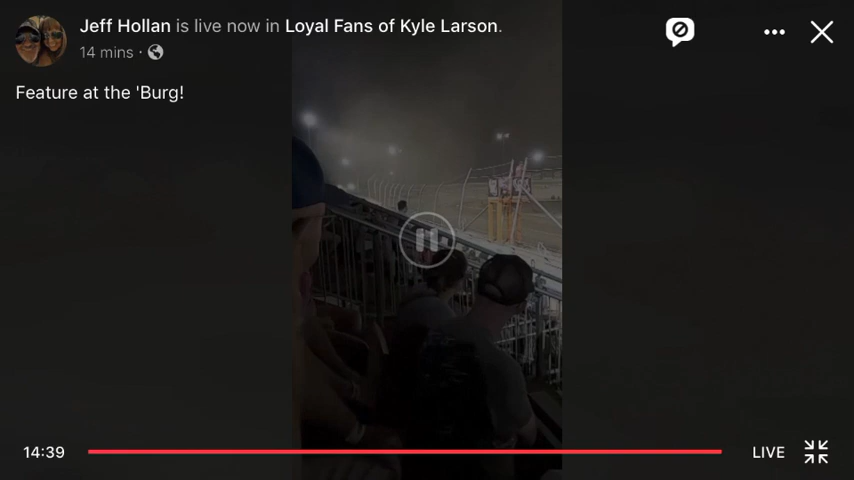 Jeff Hollan is live now in Loyal Fans of Kyle Larson.
14 mins ·
Feature at the 'Burg!
14:39
LIVE